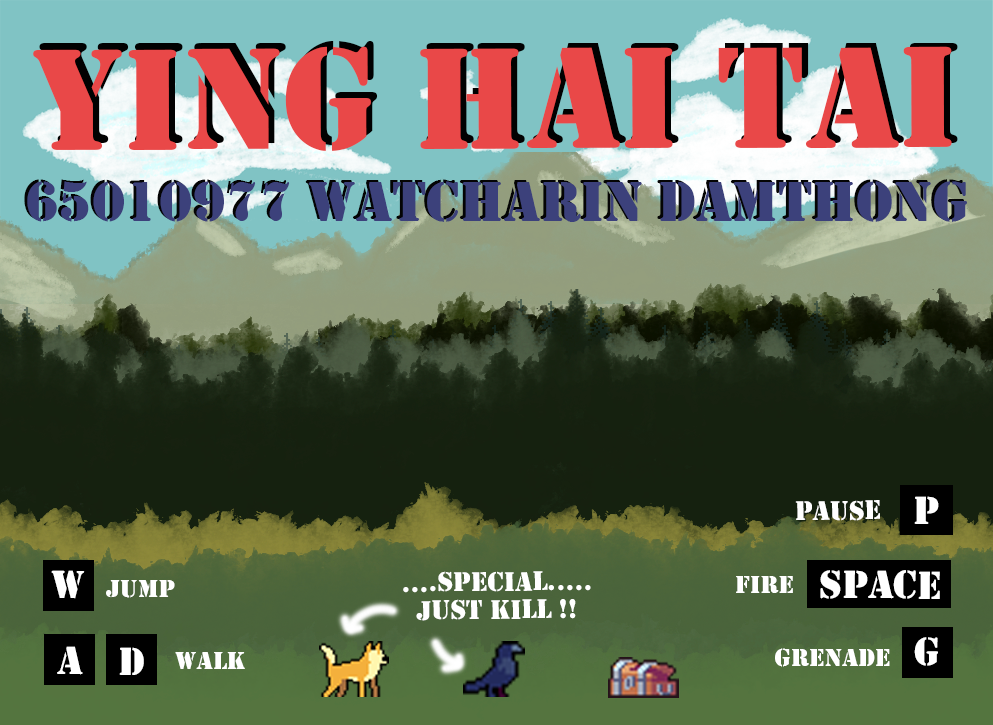 YING HAI TAI
65010977 WATCHARIN DAMTHONG
PAUSE P
W JUMP
....SPECIAL.....
JUST KILL !!
FIRE SPACE
A D WALK
GRENADE G